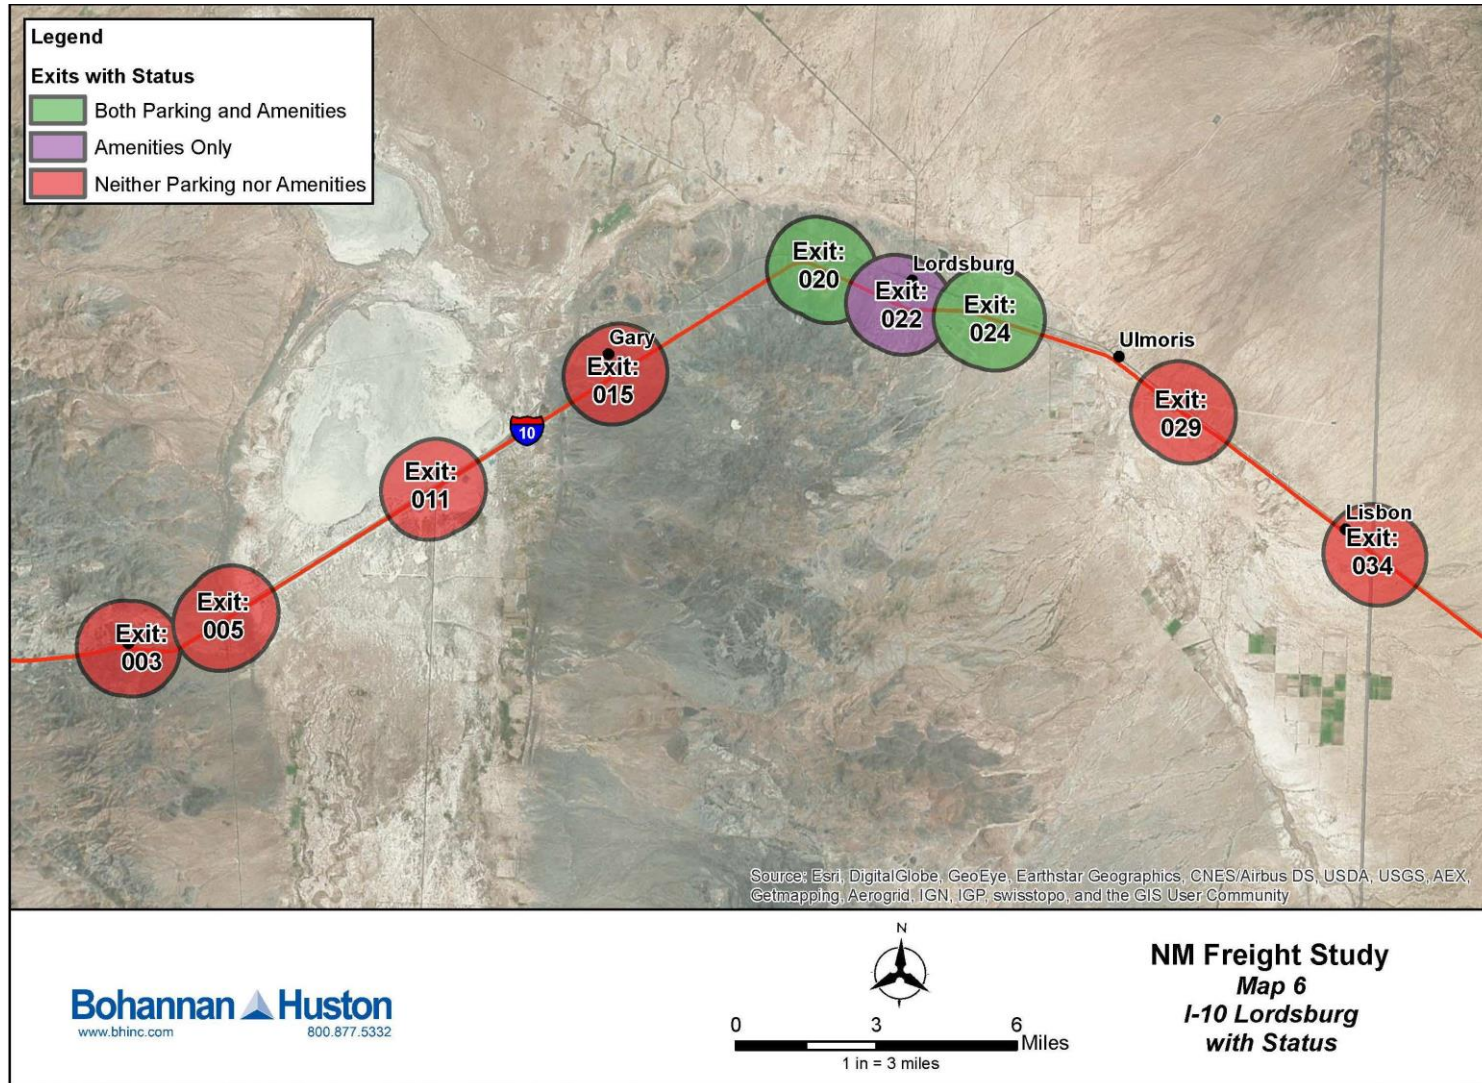 Legend
Exits with Status
Both Parking and Amenities
Amenities Only
Neither Parking nor Amenities
Exit:
020
Lordsburg
Exit:
022
Exit:
024
Ulmoris
Gary
Exit:
015
10
Exit:
029
Exit:
011
Lisbon
Exit:
034
Exit:
005
Exit:
003
Source: Esri, DigitalGlobe, GeoEye, Earthstar Geographics, CNES/Airbus DS, USDA, USGS, AEX,
Getmapping, Aerogrid, IGN, IGP, swisstopo, and the GIS User Community
Bohannan Huston
www.bhinc.com 800.877.5332
N
0 3 6 Miles
1 in = 3 miles
NM Freight Study
Map 6
I-10 Lordsburg
with Status